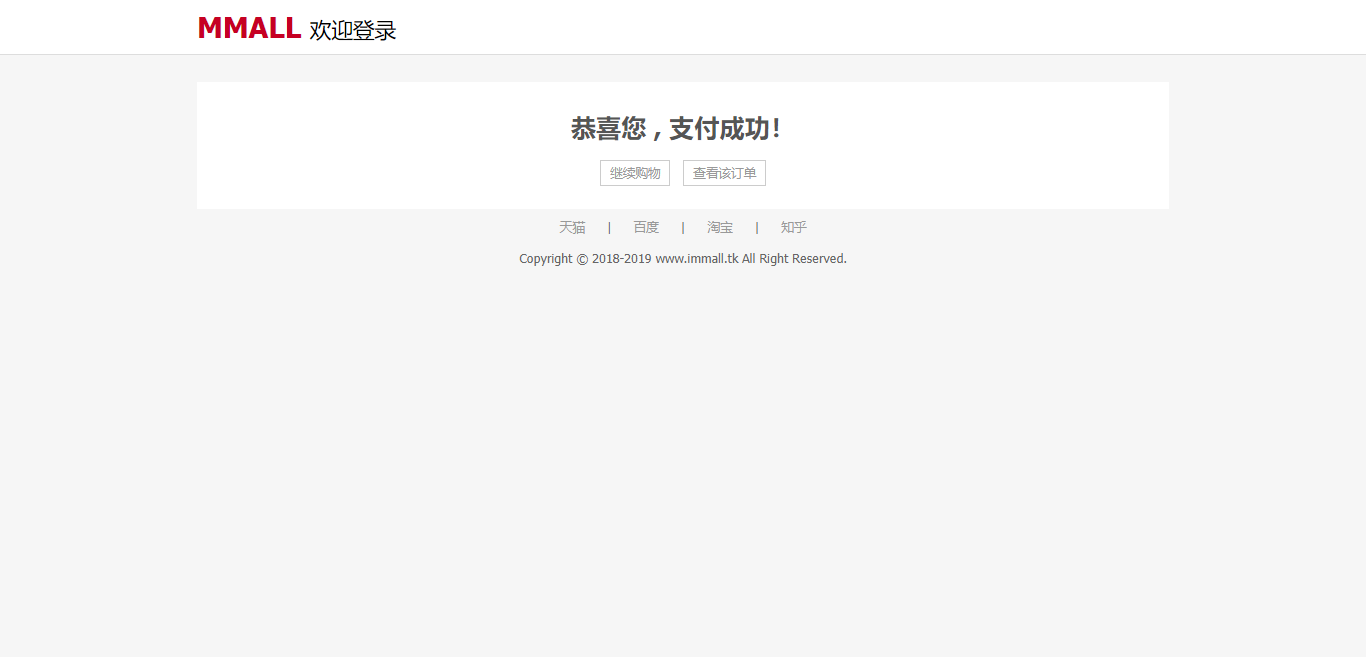 MMALL 欢迎登录
恭喜您，支付成功！
继续购物 查看该订单
天猫 | 百度 | 淘宝 | 知乎
Copyright © 2018-2019 www.immall.tk All Right Reserved.